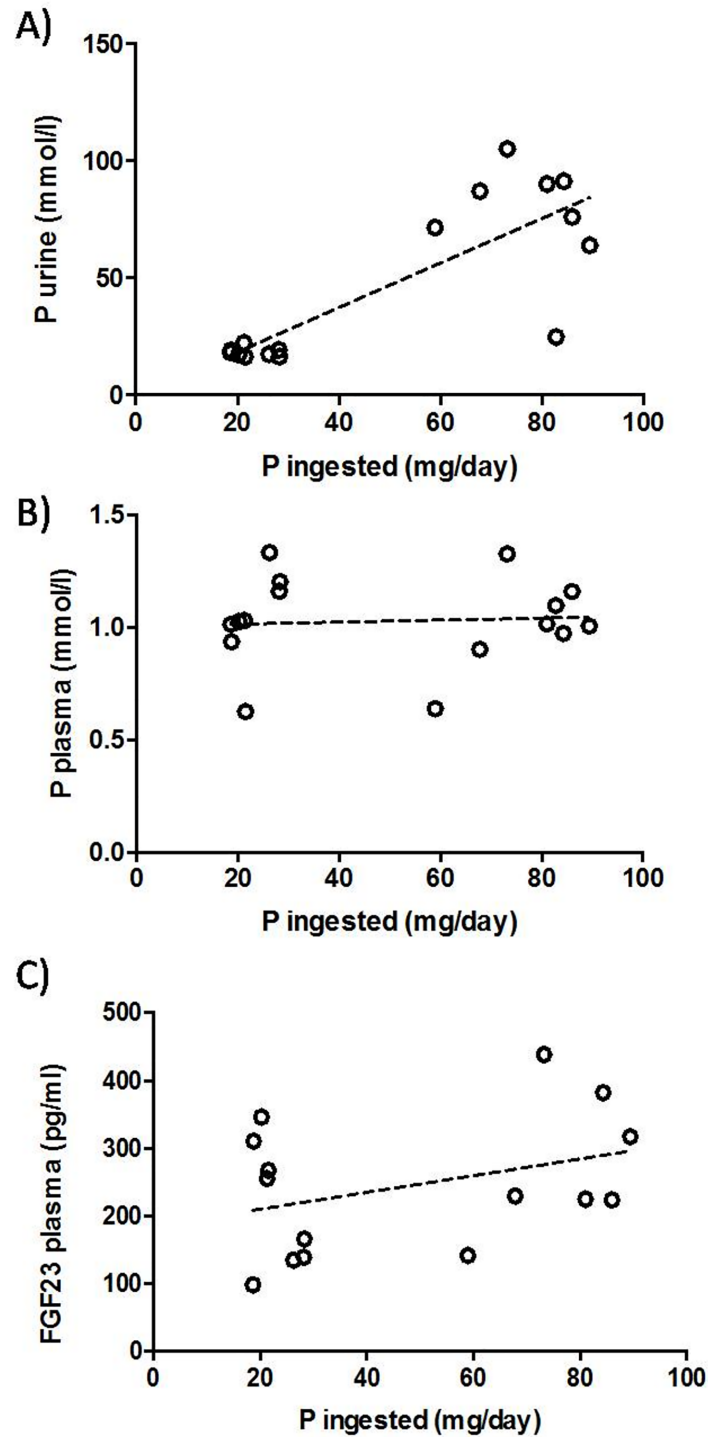 A)
P urine (mmol/l)
150
100
50
0
0 20 40 60 80 100
P ingested (mg/day)
B)
P plasma (mmol/l)
1.5
1.0
0.5
0.0
0 20 40 60 80 100
P ingested (mg/day)
C)
FGF23 plasma (pg/ml)
500
400
300
200
100
0
0 20 40 60 80 100
P ingested (mg/day)